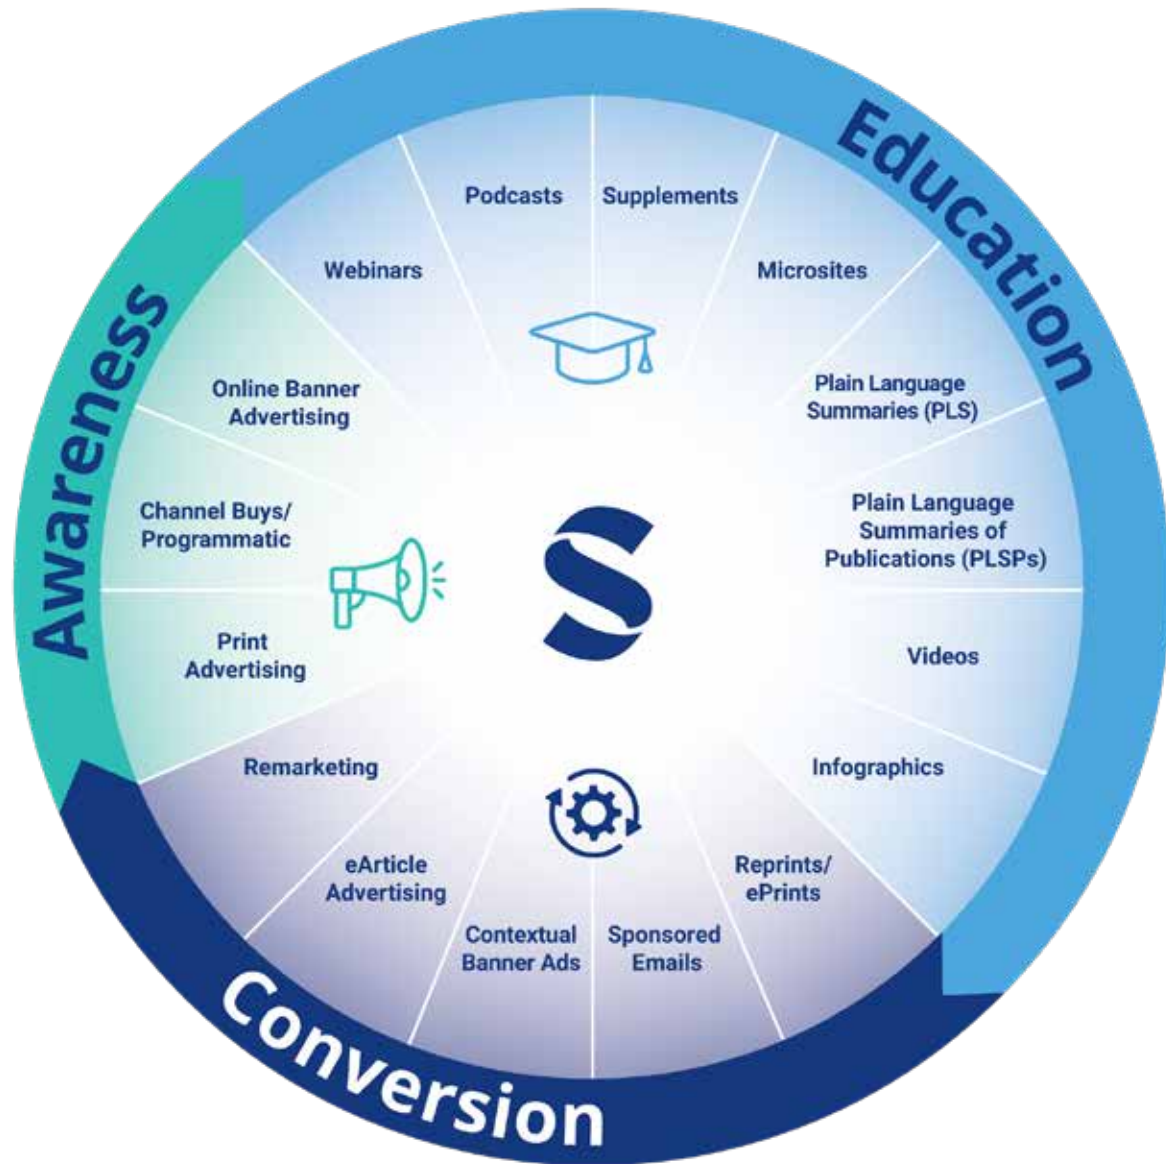 Education
Podcasts
Supplements
Webinars
Microsites
Plain Language
Summaries (PLS)
Plain Language
Summaries of
Publications (PLSPs)
Videos
Infographics
Awareness
Online Banner
Advertising
Channel Buys/
Programmatic
Print
Advertising
S
Remarketing
eArticle
Advertising
Contextual
Banner Ads
Sponsored
Emails
Reprints/
ePrints
Conversion